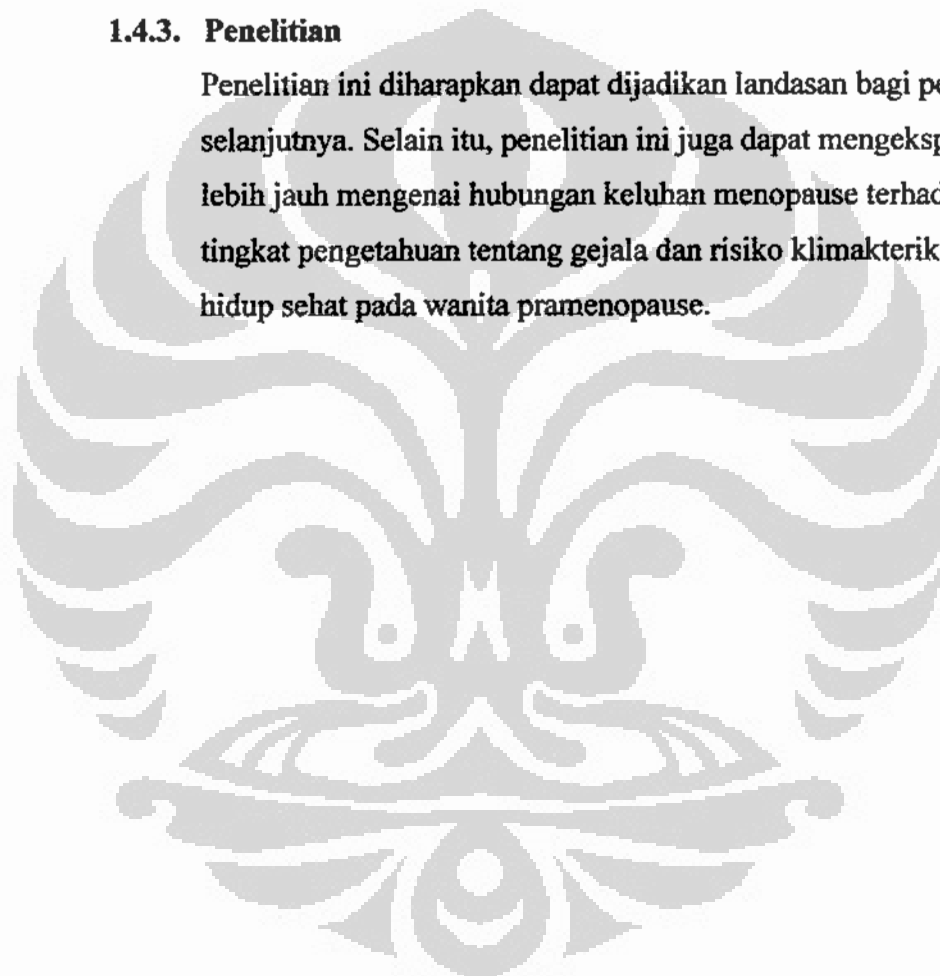 1.4.3. Penelitian
Penelitian ini diharapkan dapat dijadikan landasan bagi pe
selanjutnya. Selain itu, penelitian ini juga dapat mengeksp
lebih jauh mengenai hubungan keluhan menopause terhad
tingkat pengetahuan tentang gejala dan risiko klimakterik
hidup sehat pada wanita pramenopause.